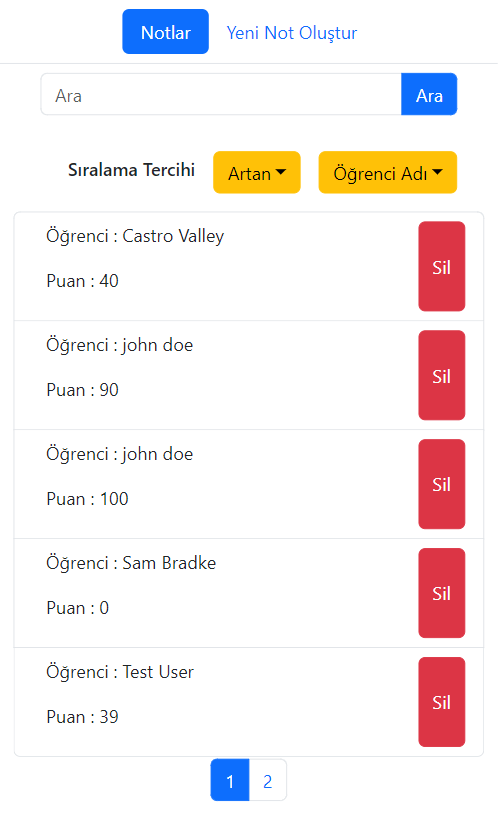 Notlar Yeni Not Oluştur
Ara Ara
Sıralama Tercihi Artan Öğrenci Adı
Öğrenci : Castro Valley
Sil
Puan : 40
Öğrenci : john doe
Sil
Puan : 90
Öğrenci : john doe
Sil
Puan : 100
Öğrenci : Sam Bradke
Sil
Puan : 0
Öğrenci : Test User
Sil
Puan : 39
1 2